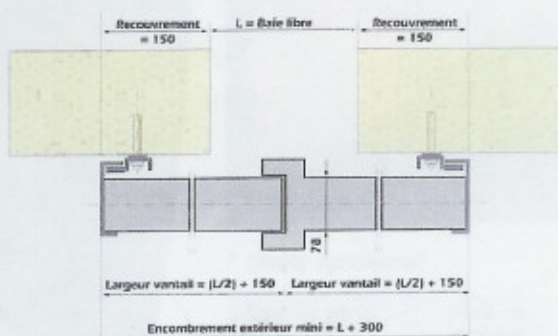 Recouvrement
= 150
L = Baie libre
Recouvrement
= 150
78
Largeur vantail = (L/2) + 150
Largeur vantail = (L/2) + 150
Encombrement extérieur mini = L + 300